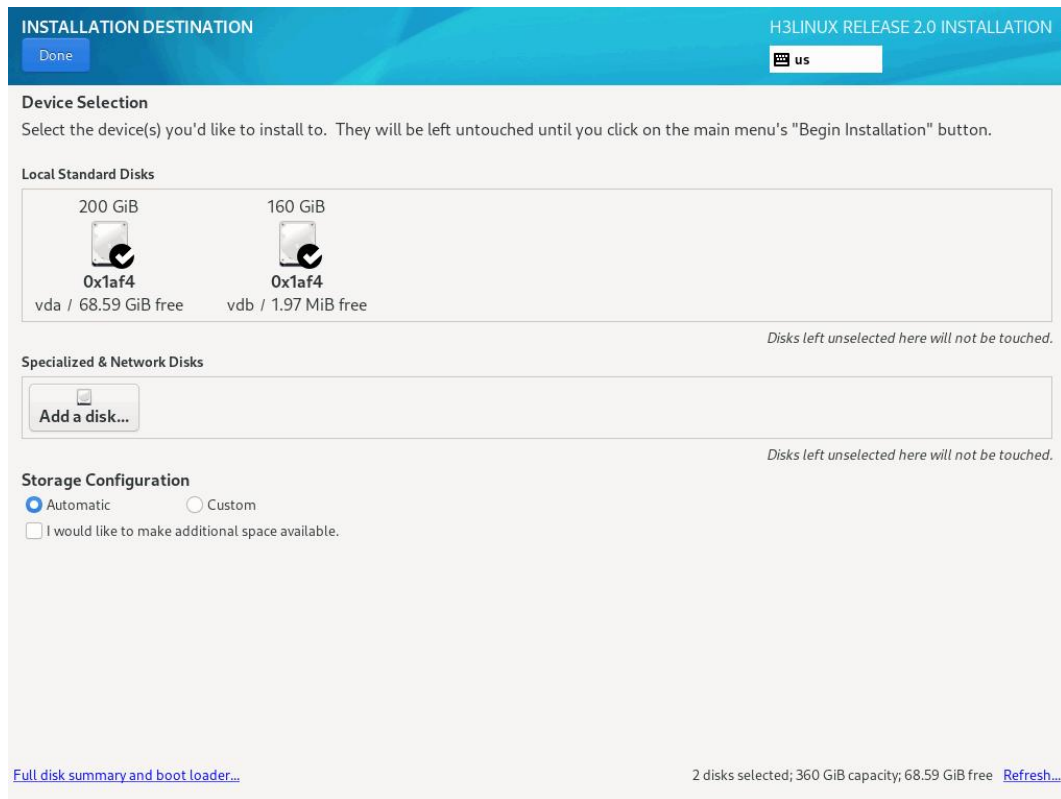 INSTALLATION DESTINATION
H3LINUX RELEASE 2.0 INSTALLATION
Done
us
Device Selection
Select the device(s) you'd like to install to.  They will be left untouched until you click on the main menu's "Begin Installation" button.
Local Standard Disks
200 GiB
160 GiB
0x1af4
0x1af4
vda / 68.59 GiB free
vdb / 1.97 MiB free
Disks left unselected here will not be touched.
Specialized & Network Disks
Add a disk...
Disks left unselected here will not be touched.
Storage Configuration
Automatic
Custom
I would like to make additional space available.
Full disk summary and boot loader...
2 disks selected; 360 GiB capacity; 68.59 GiB free
Refresh...